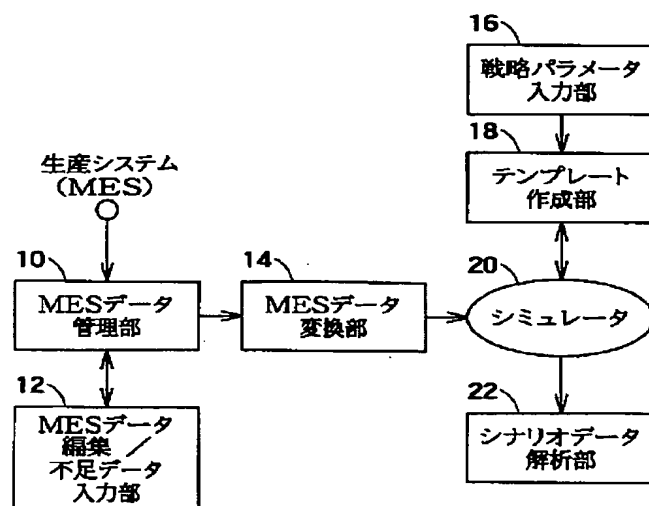 16
戦略パラメータ
入力部
18
テンプレート
作成部
生産システム
(MES)
10
MESデータ
管理部
14
MESデータ
変換部
20
シミュレータ
12
MESデータ
編集/
不足データ
入力部
22
シナリオデータ
解析部